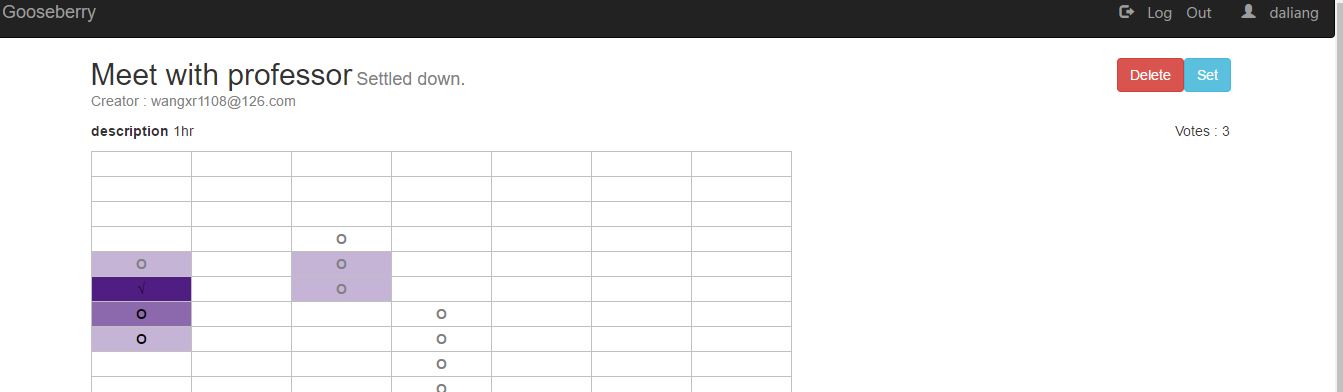 Gooseberry Log Out daliang
Meet with professor Settled down. Delete Set
Creator : wangxr1108@126.com
description 1hr Votes : 3
O
O O
√ O
O O
O O
O
O